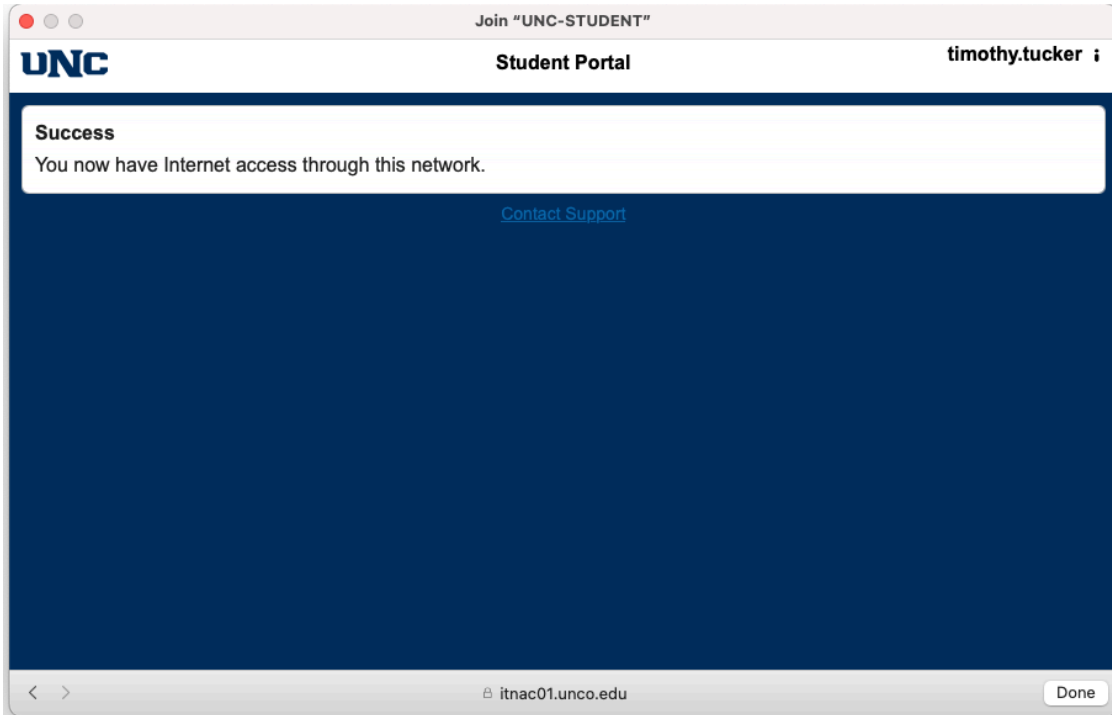 Join “UNC-STUDENT”
UNC
Student Portal
timothy.tucker
Success
You now have Internet access through this network.
Contact Support
itnac01.unco.edu
Done